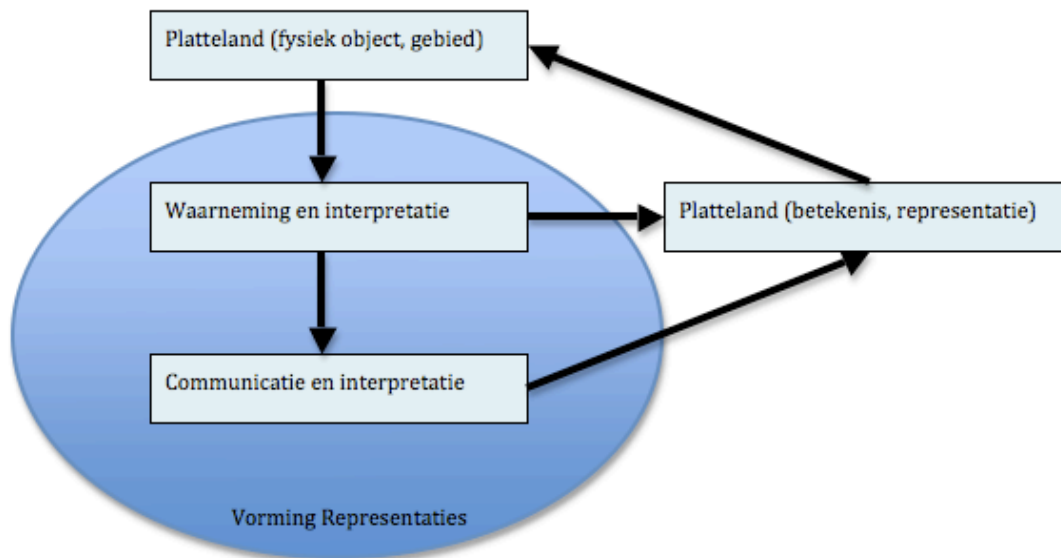 Platteland (fysiek object, gebied)
Waarneming en interpretatie
Platteland (betekenis, representatie)
Communicatie en interpretatie
Vorming Representaties